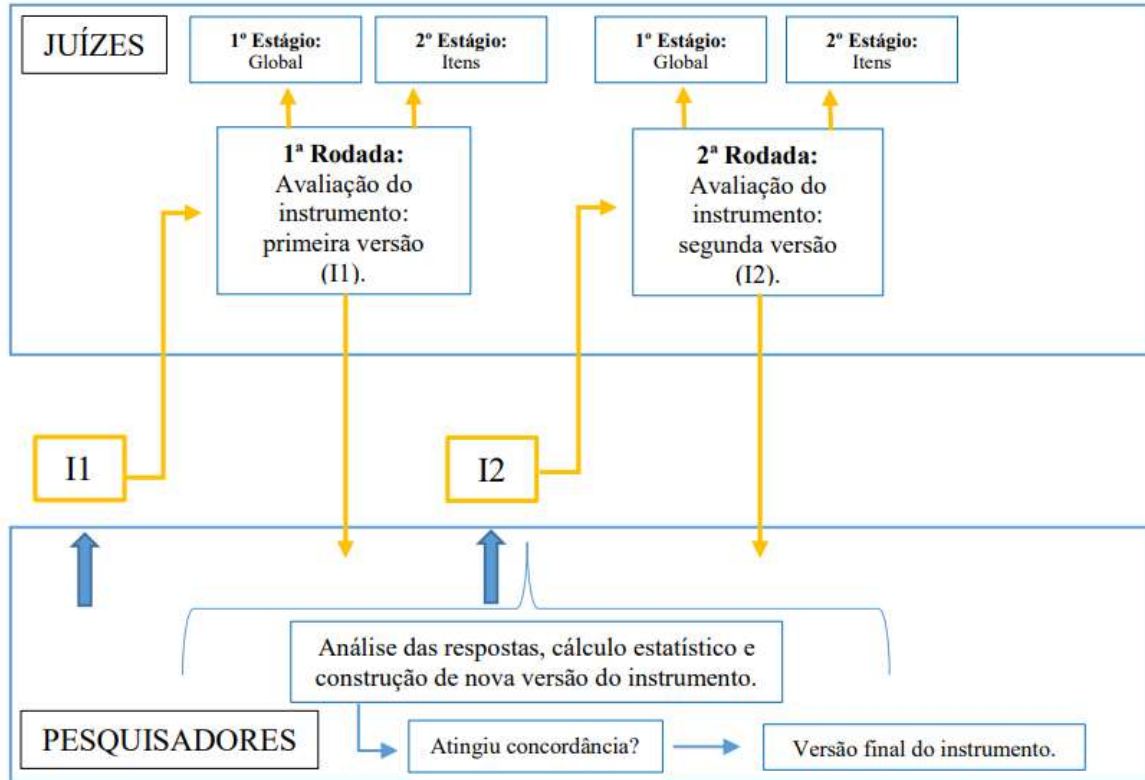 JUÍZES
1º Estágio:
Global
2º Estágio:
Itens
1º Estágio:
Global
2º Estágio:
Itens
1ª Rodada:
Avaliação do
instrumento:
primeira versão
(I1).
2ª Rodada:
Avaliação do
instrumento:
segunda versão
(I2).
I1
I2
Análise das respostas, cálculo estatístico e
construção de nova versão do instrumento.
PESQUISADORES
Atingiu concordância?
Versão final do instrumento.